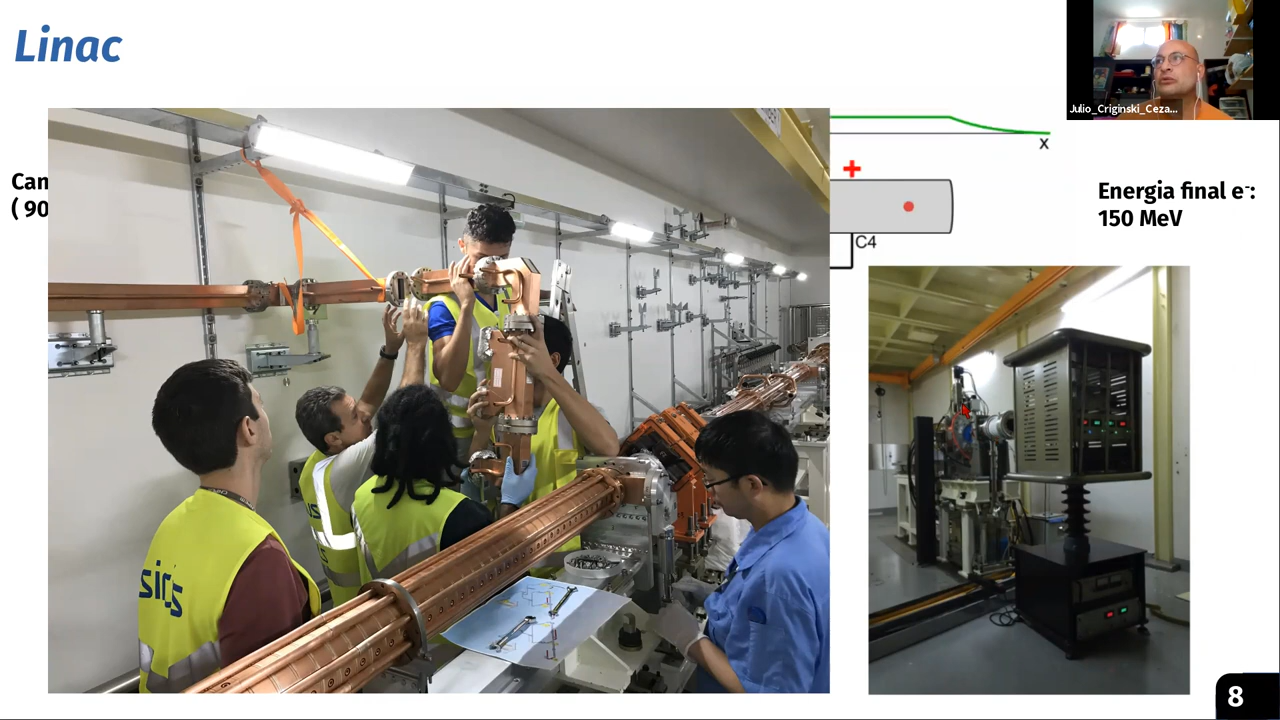 Linac
Julio_Criginski_Ceza...
x
Can
( 90
+
C4
Energia final e⁻:
150 MeV
sirius
8